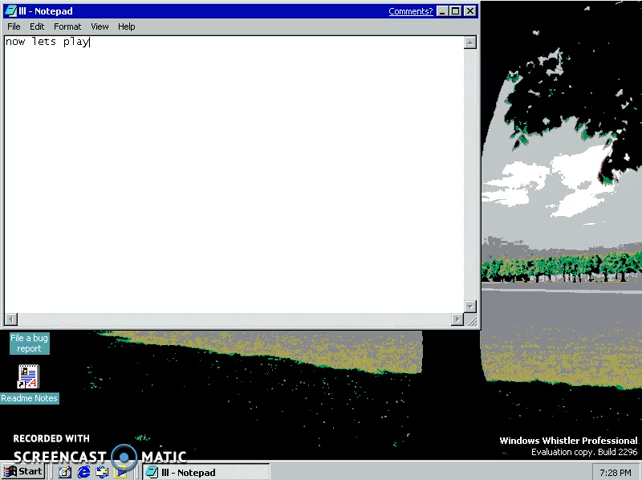 lll - Notepad
Comments?
File Edit Format View Help
now lets play
File a bug
report
Readme Notes
RECORDED WITH
SCREENCAST MATIC
Windows Whistler Professional
Evaluation copy. Build 2296
Start
lll - Notepad
7:28 PM